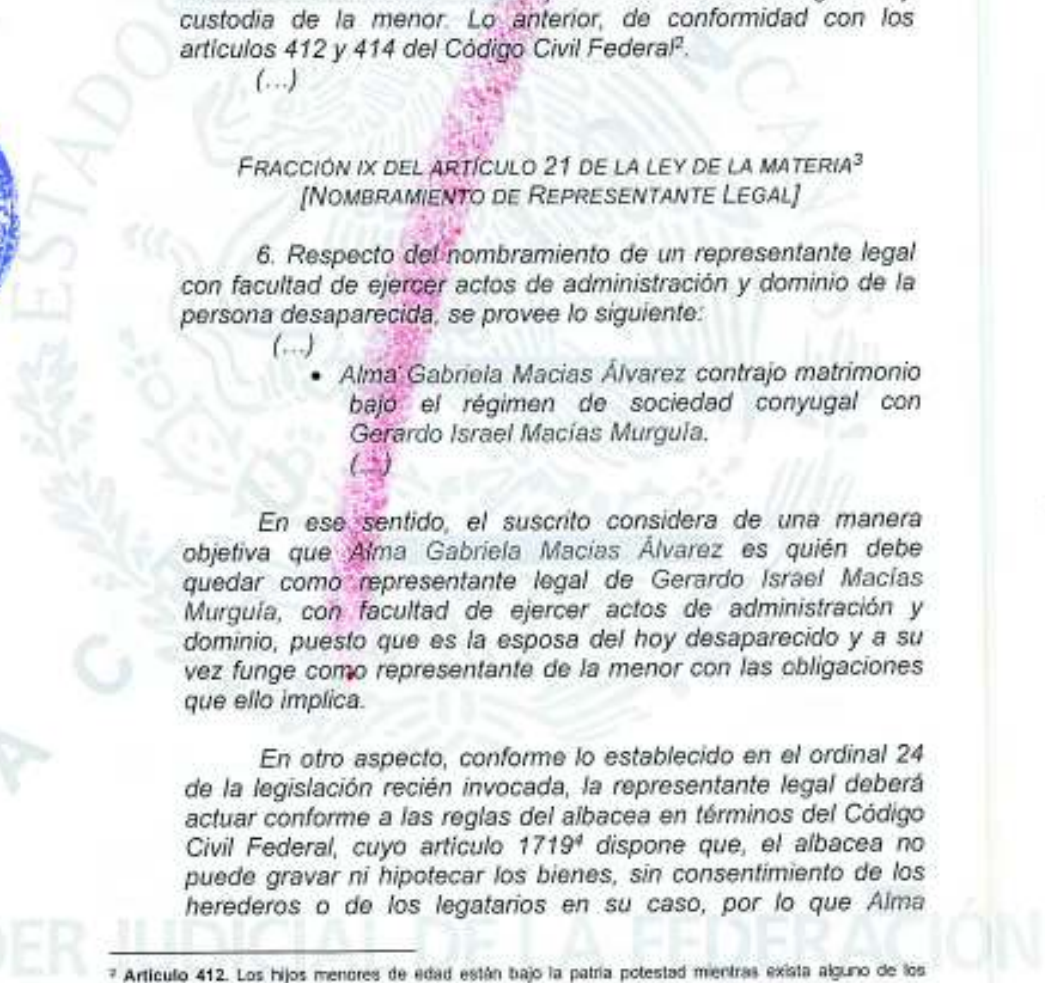 custodia de la menor. Lo anterior, de conformidad con los
artículos 412 y 414 del Código Civil Federal².
(...)
FRACCIÓN IX DEL ARTÍCULO 21 DE LA LEY DE LA MATERIA³
[NOMBRAMIENTO DE REPRESENTANTE LEGAL]
6. Respecto del nombramiento de un representante legal
con facultad de ejercer actos de administración y dominio de la
persona desaparecida, se provee lo siguiente:
(...)
• Alma Gabriela Macias Álvarez contrajo matrimonio
bajo el régimen de sociedad conyugal con
Gerardo Israel Macías Murguía.
(...)
En ese sentido, el suscrito considera de una manera
objetiva que Alma Gabriela Macias Álvarez es quién debe
quedar como representante legal de Gerardo Israel Macías
Murguía, con facultad de ejercer actos de administración y
dominio, puesto que es la esposa del hoy desaparecido y a su
vez funge como representante de la menor con las obligaciones
que ello implica.
En otro aspecto, conforme lo establecido en el ordinal 24
de la legislación recién invocada, la representante legal deberá
actuar conforme a las reglas del albacea en términos del Código
Civil Federal, cuyo articulo 1719⁴ dispone que, el albacea no
puede gravar ni hipotecar los bienes, sin consentimiento de los
herederos o de los legatarios en su caso, por lo que Alma
DER JUDICIAL DE LA FEDERACIÓN
² Artículo 412. Los hijos menores de edad están bajo la patria potestad mientras exista alguno de los